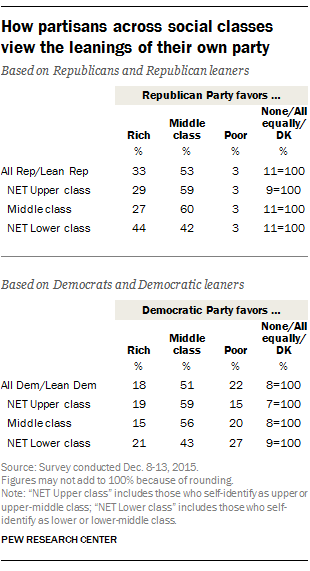 How partisans across social classes
view the leanings of their own party
Based on Republicans and Republican leaners
Republican Party favors ...
None/All
Middle equally/
Rich class Poor DK
% % % %
All Rep/Lean Rep 33 53 3 11=100
NET Upper class 29 59 3 9=100
Middle class 27 60 3 11=100
NET Lower class 44 42 3 11=100
Based on Democrats and Democratic leaners
Democratic Party favors ...
None/All
Middle equally/
Rich class Poor DK
% % % %
All Dem/Lean Dem 18 51 22 8=100
NET Upper class 19 59 15 7=100
Middle class 15 56 20 8=100
NET Lower class 21 43 27 9=100
Source: Survey conducted Dec. 8-13, 2015.
Figures may not add to 100% because of rounding.
Note: “NET Upper class” includes those who self-identify as upper or
upper-middle class; “NET Lower class” includes those who self-
identify as lower or lower-middle class.
PEW RESEARCH CENTER